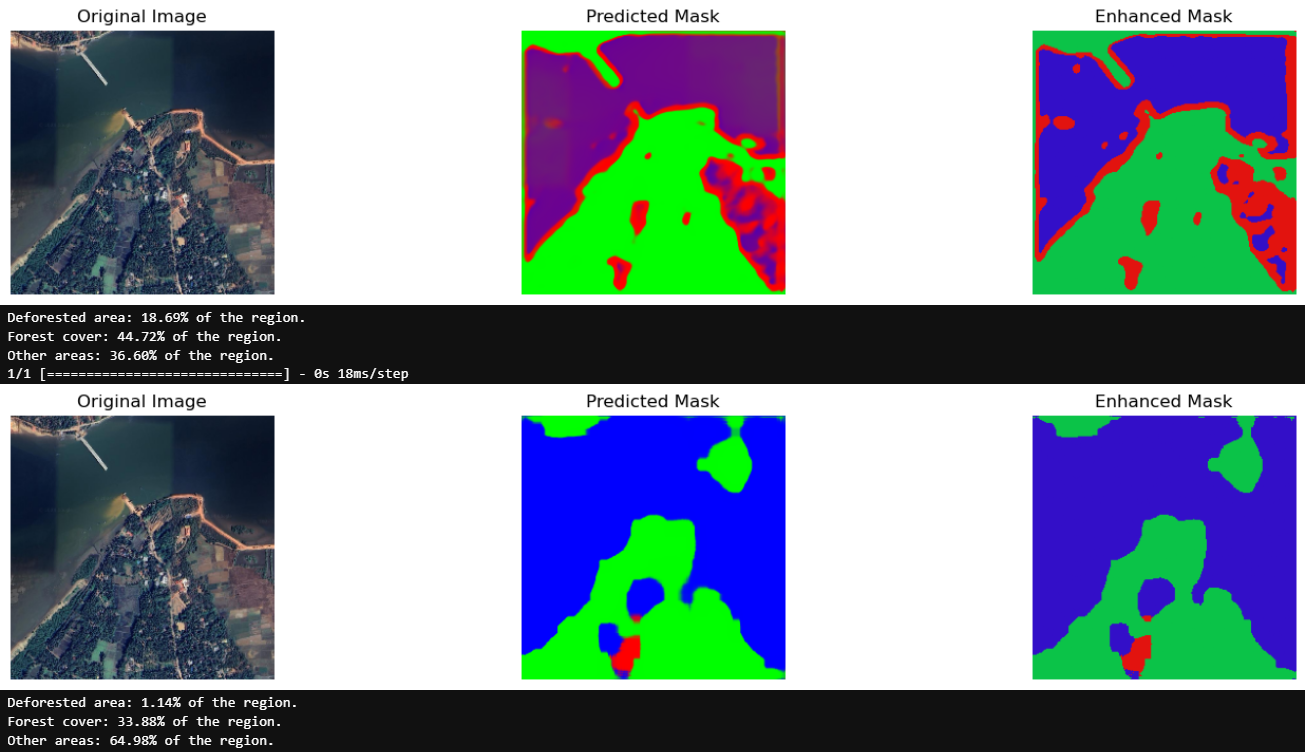 Original Image
Predicted Mask
Enhanced Mask
Deforested area: 18.69% of the region.
Forest cover: 44.72% of the region.
Other areas: 36.60% of the region.
1/1 [==============================] - 0s 18ms/step
Original Image
Predicted Mask
Enhanced Mask
Deforested area: 1.14% of the region.
Forest cover: 33.88% of the region.
Other areas: 64.98% of the region.